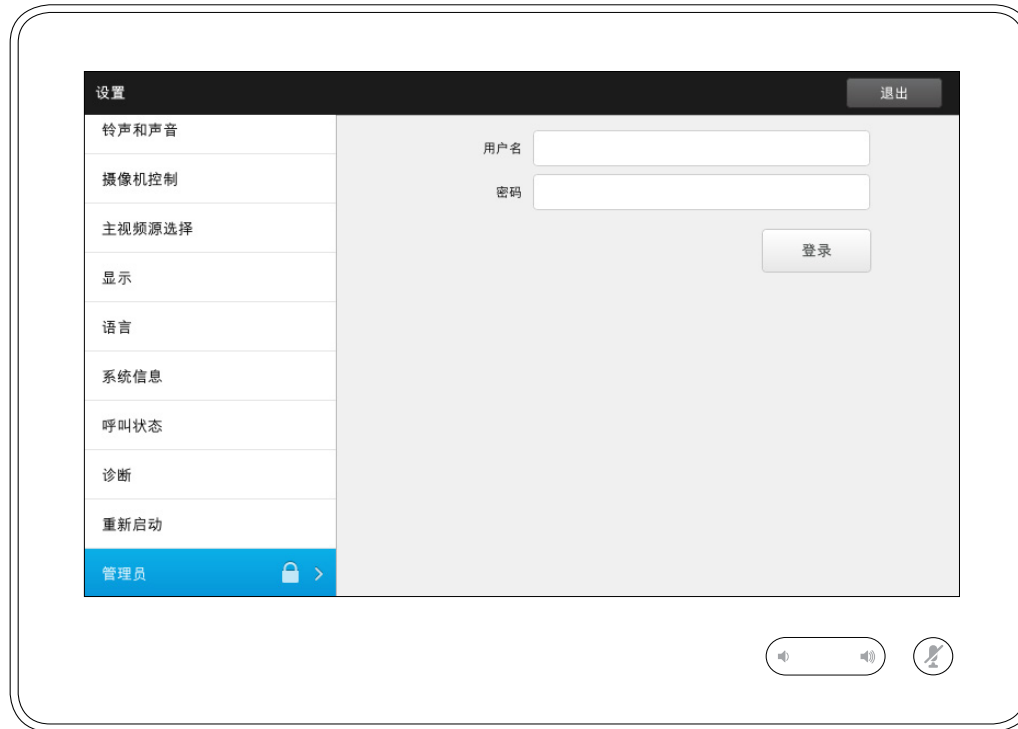 设置
退出
铃声和声音
摄像机控制
主视频源选择
显示
语言
系统信息
呼叫状态
诊断
重新启动
管理员
用户名
密码
登录